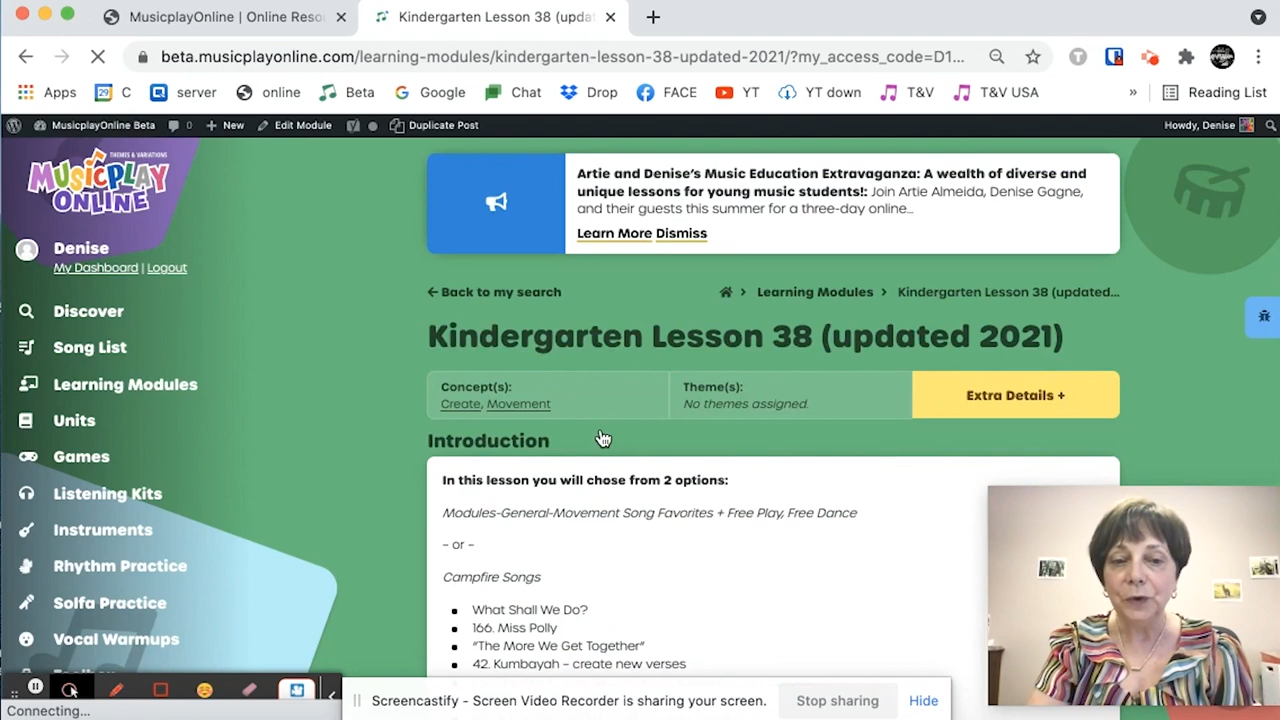 MusicplayOnline | Online Reso
Kindergarten Lesson 38 (upda
beta.musicplayonline.com/learning-modules/kindergarten-lesson-38-updated-2021/?my_access_code=D1...
Apps
C
server
online
Beta
Google
Chat
Drop
FACE
YT
YT down
T&V
T&V USA
»
Reading List
MusicplayOnline Beta
0
New
Edit Module
Duplicate Post
Howdy, Denise
THEMES & VARIATIONS
MUSICPLAY
ONLINE
Denise
My Dashboard | Logout
Discover
Song List
Learning Modules
Units
Games
Listening Kits
Instruments
Rhythm Practice
Solfa Practice
Vocal Warmups
Artie and Denise's Music Education Extravaganza: A wealth of diverse and
unique lessons for young music students!: Join Artie Almeida, Denise Gagne,
and their guests this summer for a three-day online...
Learn More Dismiss
Back to my search
Learning Modules > Kindergarten Lesson 38 (updated...
Kindergarten Lesson 38 (updated 2021)
Concept(s):
Create, Movement
Theme(s):
No themes assigned.
Extra Details +
Introduction
In this lesson you will chose from 2 options:
Modules-General-Movement Song Favorites + Free Play, Free Dance
– or –
Campfire Songs
What Shall We Do?
166. Miss Polly
"The More We Get Together"
42. Kumbayah – create new verses
Screencastify - Screen Video Recorder is sharing your screen.
Stop sharing
Hide
Connecting...